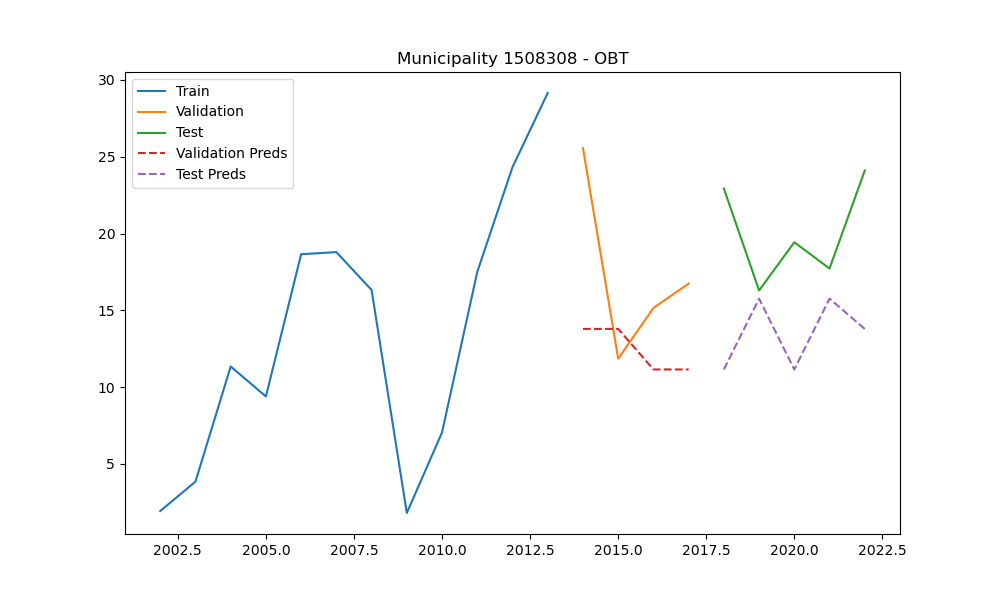 Municipality 1508308 - OBT
Train
Validation
Test
Validation Preds
Test Preds
30
25
20
15
10
5
2002.5 2005.0 2007.5 2010.0 2012.5 2015.0 2017.5 2020.0 2022.5